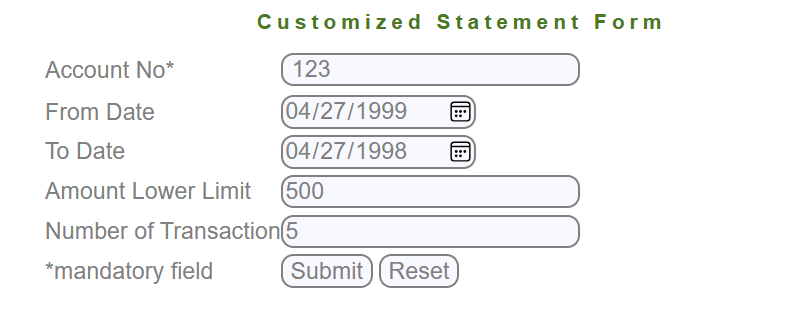 Customized Statement Form
Account No* 123
From Date 04/27/1999
To Date 04/27/1998
Amount Lower Limit 500
Number of Transaction 5
*mandatory field Submit Reset